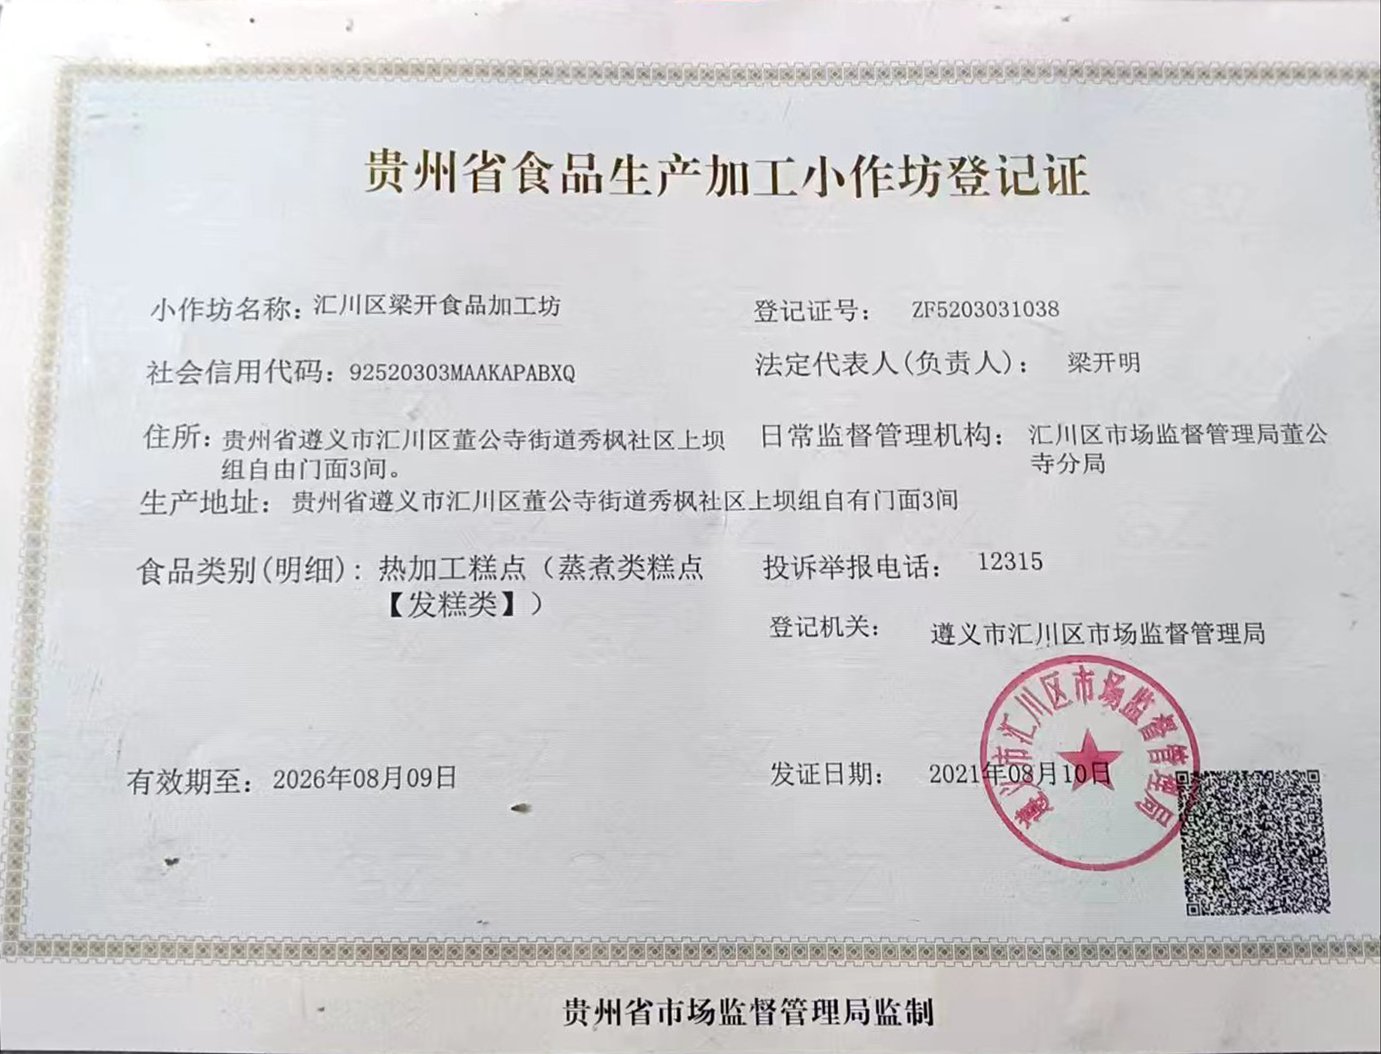 贵州省食品生产加工小作坊登记证
小作坊名称：汇川区梁开食品加工坊
登记证号： ZF5203031038
社会信用代码：92520303MAAKAPABXQ
法定代表人(负责人)： 梁开明
住所：贵州省遵义市汇川区董公寺街道秀枫社区上坝
组自由门面3间。
日常监督管理机构： 汇川区市场监督管理局董公
寺分局
生产地址： 贵州省遵义市汇川区董公寺街道秀枫社区上坝组自有门面3间
食品类别(明细)：热加工糕点（蒸煮类糕点
【发糕类】）
投诉举报电话： 12315
登记机关： 遵义市汇川区市场监督管理局
遵义市汇川区市场监督管理局
有效期至：2026年08月09日
发证日期： 2021年08月10日
贵州省市场监督管理局监制